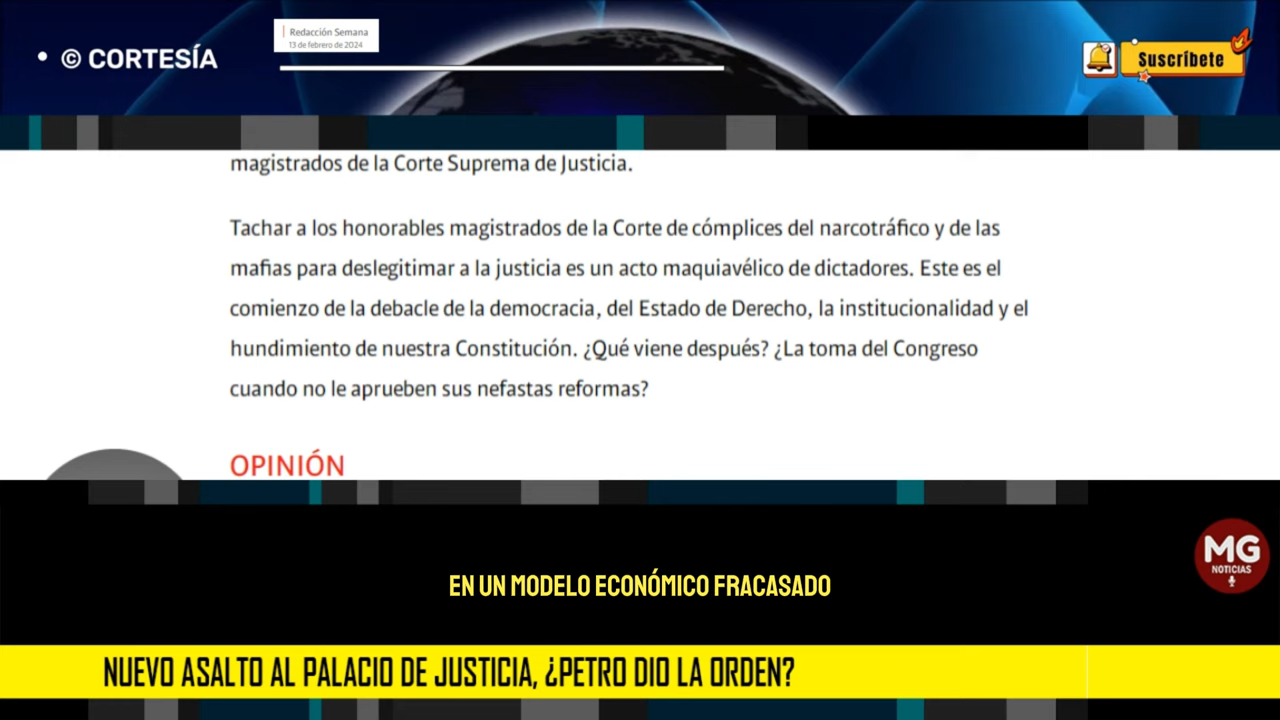 • © CORTESÍA
Redacción Semana
13 de febrero de 2024
Suscríbete
magistrados de la Corte Suprema de Justicia.
Tachar a los honorables magistrados de la Corte de cómplices del narcotráfico y de las
mafias para deslegitimar a la justicia es un acto maquiavélico de dictadores. Este es el
comienzo de la debacle de la democracia, del Estado de Derecho, la institucionalidad y el
hundimiento de nuestra Constitución. ¿Qué viene después? ¿La toma del Congreso
cuando no le aprueben sus nefastas reformas?
OPINIÓN
MG
NOTICIAS
EN UN MODELO ECONÓMICO FRACASADO
NUEVO ASALTO AL PALACIO DE JUSTICIA, ¿PETRO DIO LA ORDEN?